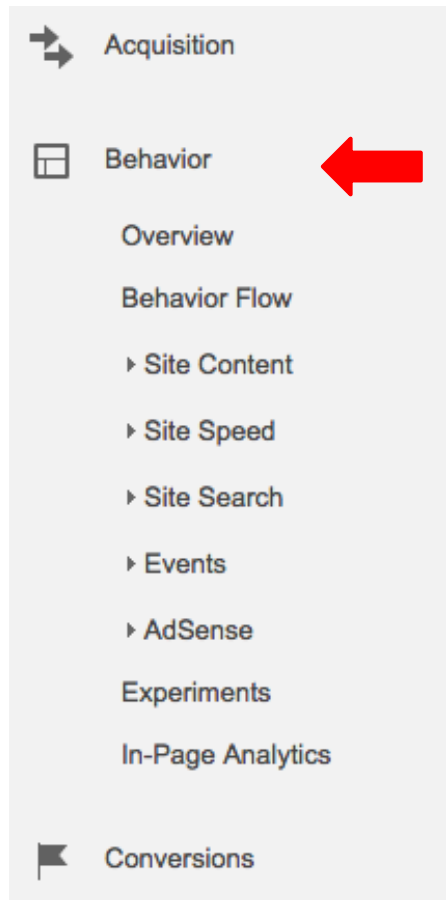 Acquisition
Behavior
Overview
Behavior Flow
Site Content
Site Speed
Site Search
Events
AdSense
Experiments
In-Page Analytics
Conversions